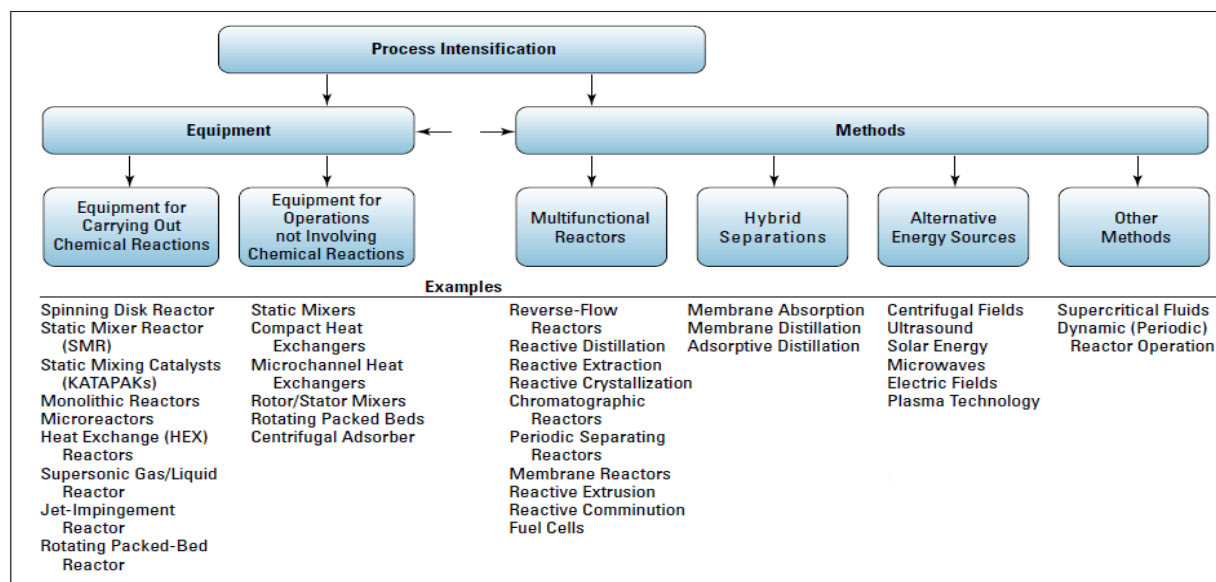 Process Intensification
Equipment
Methods
Equipment for
Carrying Out
Chemical Reactions
Equipment for
Operations
not Involving
Chemical Reactions
Multifunctional
Reactors
Hybrid
Separations
Alternative
Energy Sources
Other
Methods
Examples
Spinning Disk Reactor
Static Mixer Reactor
(SMR)
Static Mixing Catalysts
(KATAPAKs)
Monolithic Reactors
Microreactors
Heat Exchange (HEX)
Reactors
Supersonic Gas/Liquid
Reactor
Jet-Impingement
Reactor
Rotating Packed-Bed
Reactor
Static Mixers
Compact Heat
Exchangers
Microchannel Heat
Exchangers
Rotor/Stator Mixers
Rotating Packed Beds
Centrifugal Adsorber
Reverse-Flow
Reactors
Reactive Distillation
Reactive Extraction
Reactive Crystallization
Chromatographic
Reactors
Periodic Separating
Reactors
Membrane Reactors
Reactive Extrusion
Reactive Comminution
Fuel Cells
Membrane Absorption
Membrane Distillation
Adsorptive Distillation
Centrifugal Fields
Ultrasound
Solar Energy
Microwaves
Electric Fields
Plasma Technology
Supercritical Fluids
Dynamic (Periodic)
Reactor Operation